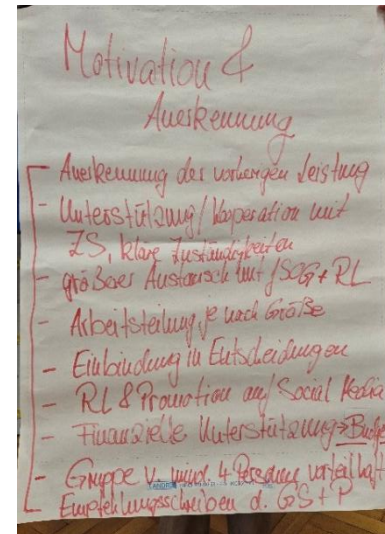 Motivation &
Anerkennung
- Anerkennung der vorherigen Leistung
- Unterstützung/Kooperation mit
ZS, klare Zuständigkeiten
- größerer Austausch mit SOG + RL
- Arbeitsteilung je nach Größe
- Einbindung in Entscheidungen
- RL & Promotion auf Social Media
- Finanzielle Unterstützung → Budge
- Gruppe v. mind. 4 Personen vorteilhaft
Empfehlungsschreiben d. GS + P